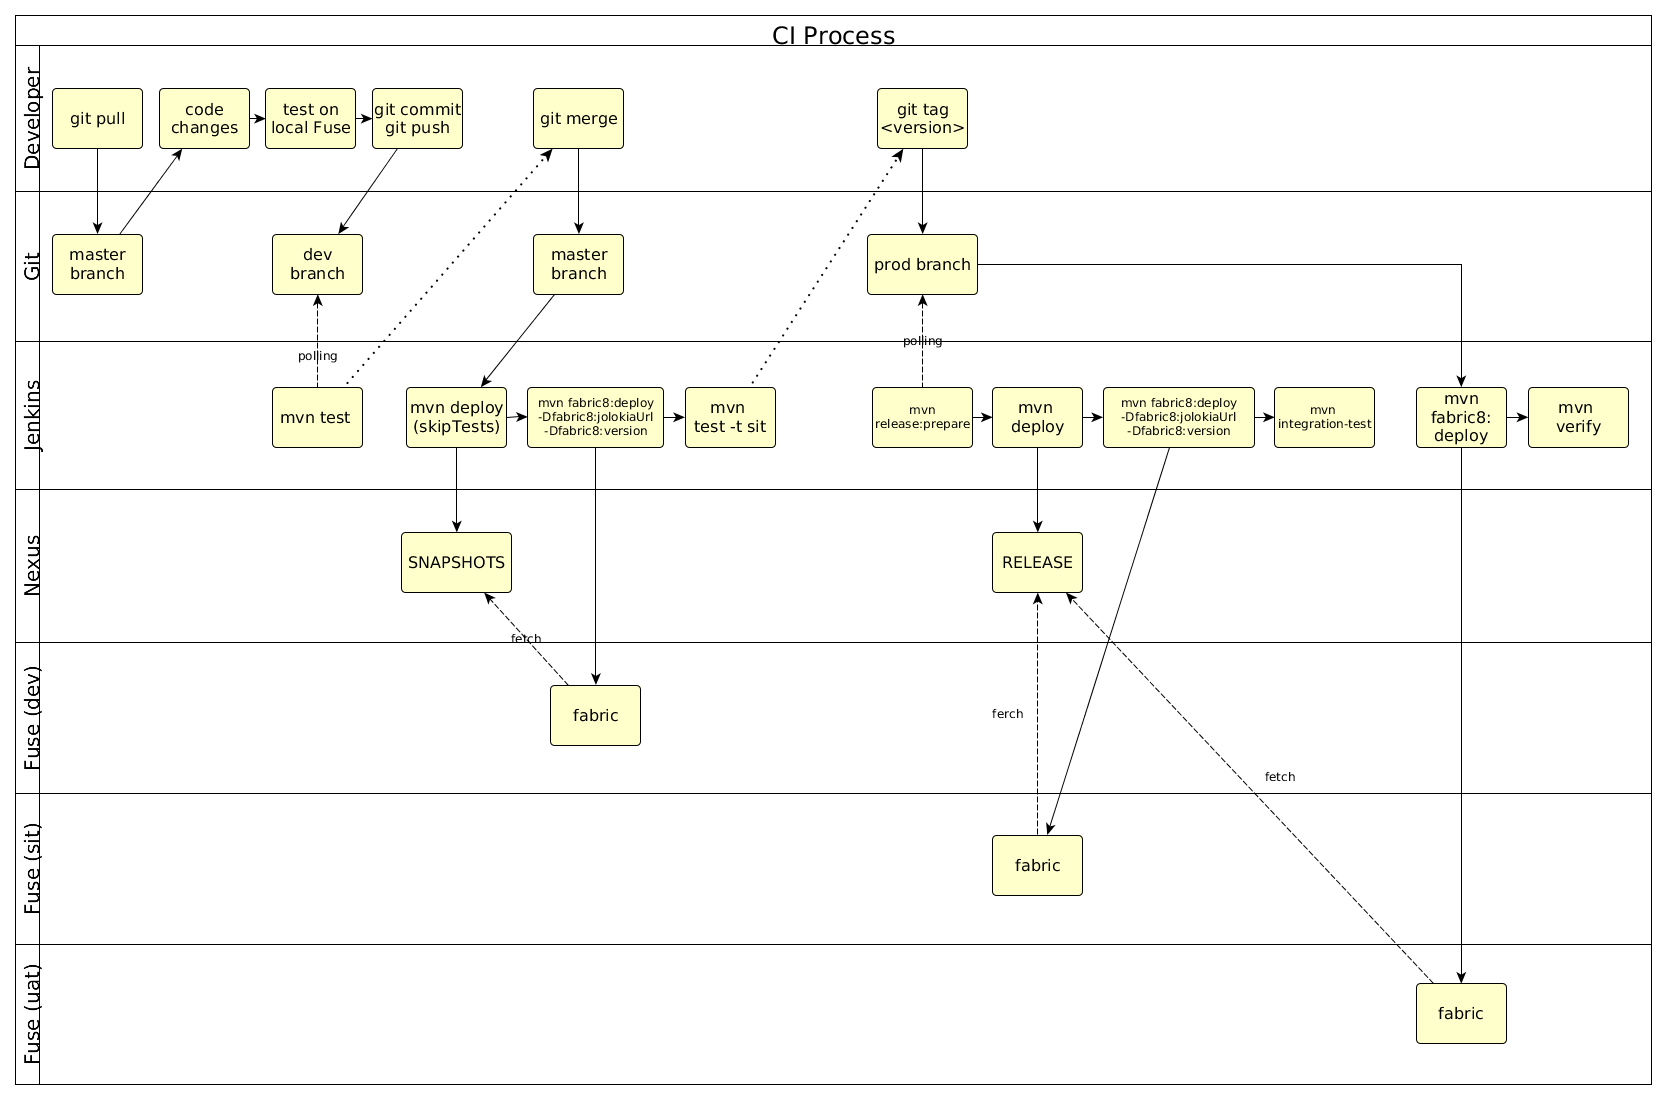 CI Process
Developer
git pull
code
changes
test on
local Fuse
git commit
git push
git merge
git tag
<version>
Git
master
branch
dev
branch
master
branch
prod branch
polling
polling
Jenkins
mvn test
mvn deploy
(skipTests)
mvn fabric8:deploy
-Dfabric8:jolokiaUrl
-Dfabric8:version
mvn
test -t sit
mvn
release:prepare
mvn
deploy
mvn fabric8:deploy
-Dfabric8:jolokiaUrl
-Dfabric8:version
mvn
integration-test
mvn
fabric8:
deploy
mvn
verify
Nexus
SNAPSHOTS
RELEASE
fetch
Fuse (dev)
fabric
ferch
fetch
Fuse (sit)
fabric
Fuse (uat)
fabric